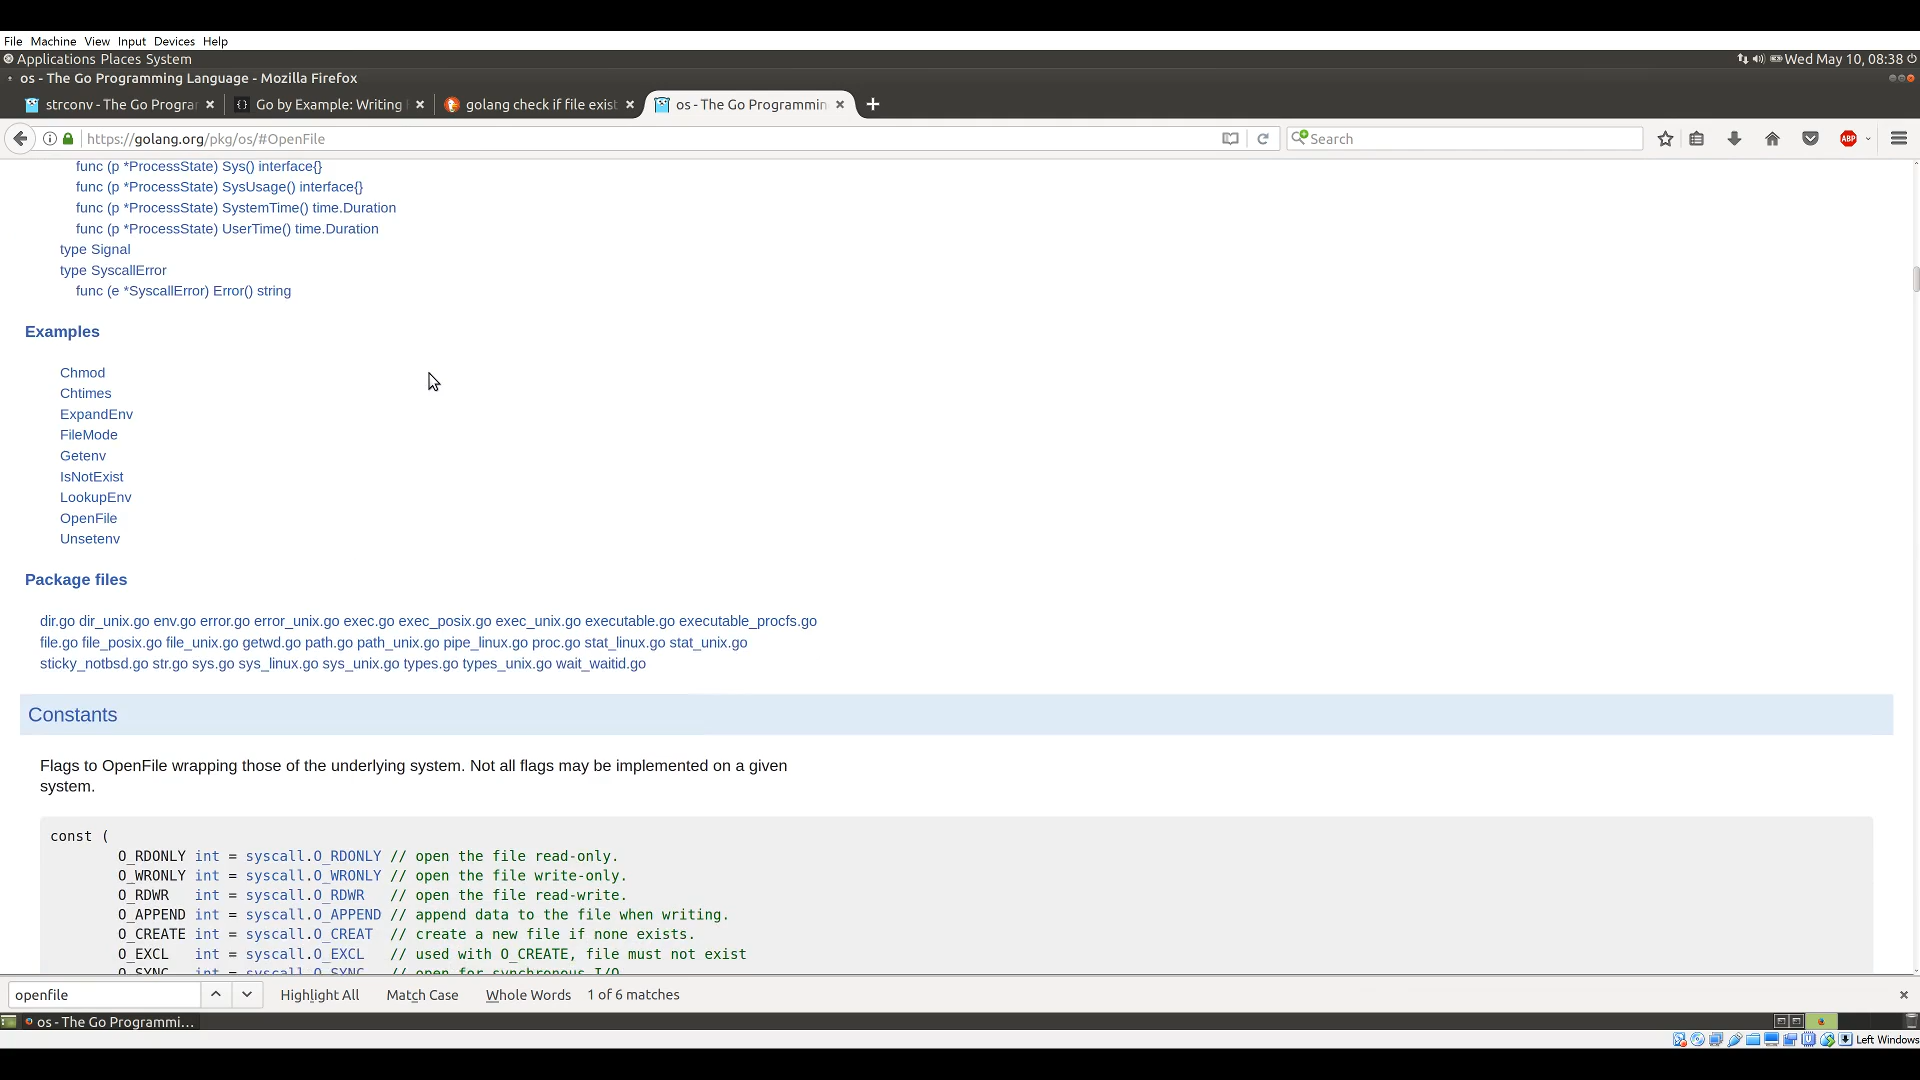 File Machine View Input Devices Help
Applications Places System Wed May 10, 08:38
os - The Go Programming Language - Mozilla Firefox
strconv - The Go Progra Go by Example: Writing golang check if file exist os - The Go Programmin
https://golang.org/pkg/os/#OpenFile Search ABP
func (p *ProcessState) Sys() interface{}
func (p *ProcessState) SysUsage() interface{}
func (p *ProcessState) SystemTime() time.Duration
func (p *ProcessState) UserTime() time.Duration
type Signal
type SyscallError
func (e *SyscallError) Error() string
Examples
Chmod
Chtimes
ExpandEnv
FileMode
Getenv
IsNotExist
LookupEnv
OpenFile
Unsetenv
Package files
dir.go dir_unix.go env.go error.go error_unix.go exec.go exec_posix.go exec_unix.go executable.go executable_procfs.go
file.go file_posix.go file_unix.go getwd.go path.go path_unix.go pipe_linux.go proc.go stat_linux.go stat_unix.go
sticky_notbsd.go str.go sys.go sys_linux.go sys_unix.go types.go types_unix.go wait_waitid.go
Constants
Flags to OpenFile wrapping those of the underlying system. Not all flags may be implemented on a given
system.
const (
O_RDONLY int = syscall.O_RDONLY // open the file read-only.
O_WRONLY int = syscall.O_WRONLY // open the file write-only.
O_RDWR int = syscall.O_RDWR // open the file read-write.
O_APPEND int = syscall.O_APPEND // append data to the file when writing.
O_CREATE int = syscall.O_CREAT // create a new file if none exists.
O_EXCL int = syscall.O_EXCL // used with O_CREATE, file must not exist
O_SYNC int = syscall.O_SYNC // open for synchronous I/O
openfile Highlight All Match Case Whole Words 1 of 6 matches
os - The Go Programmi...
Left Windows